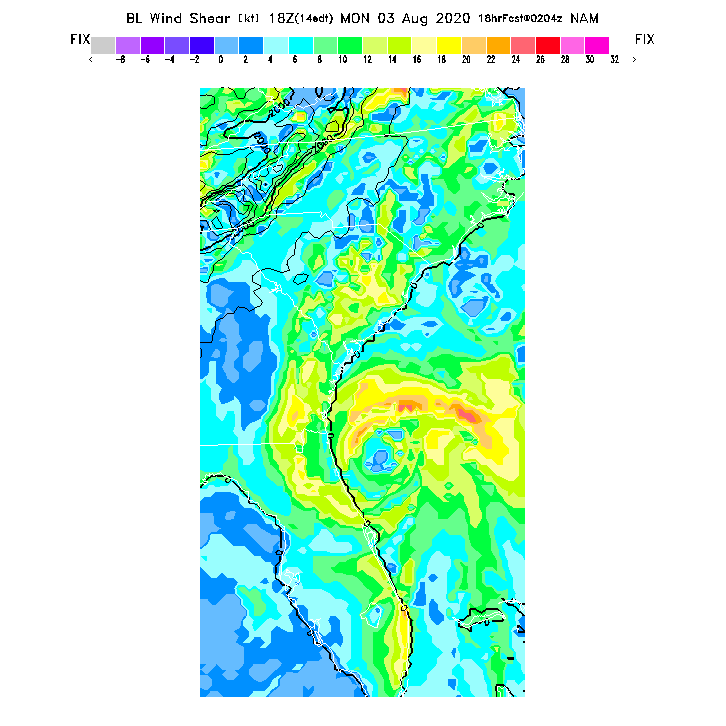 BL Wind Shear [kt] 18Z(14edt) MON 03 Aug 2020 18hrFcst@0204z NAM
FIX FIX
< -8 -6 -4 -2 0 2 4 6 8 10 12 14 16 18 20 22 24 26 28 30 32 >